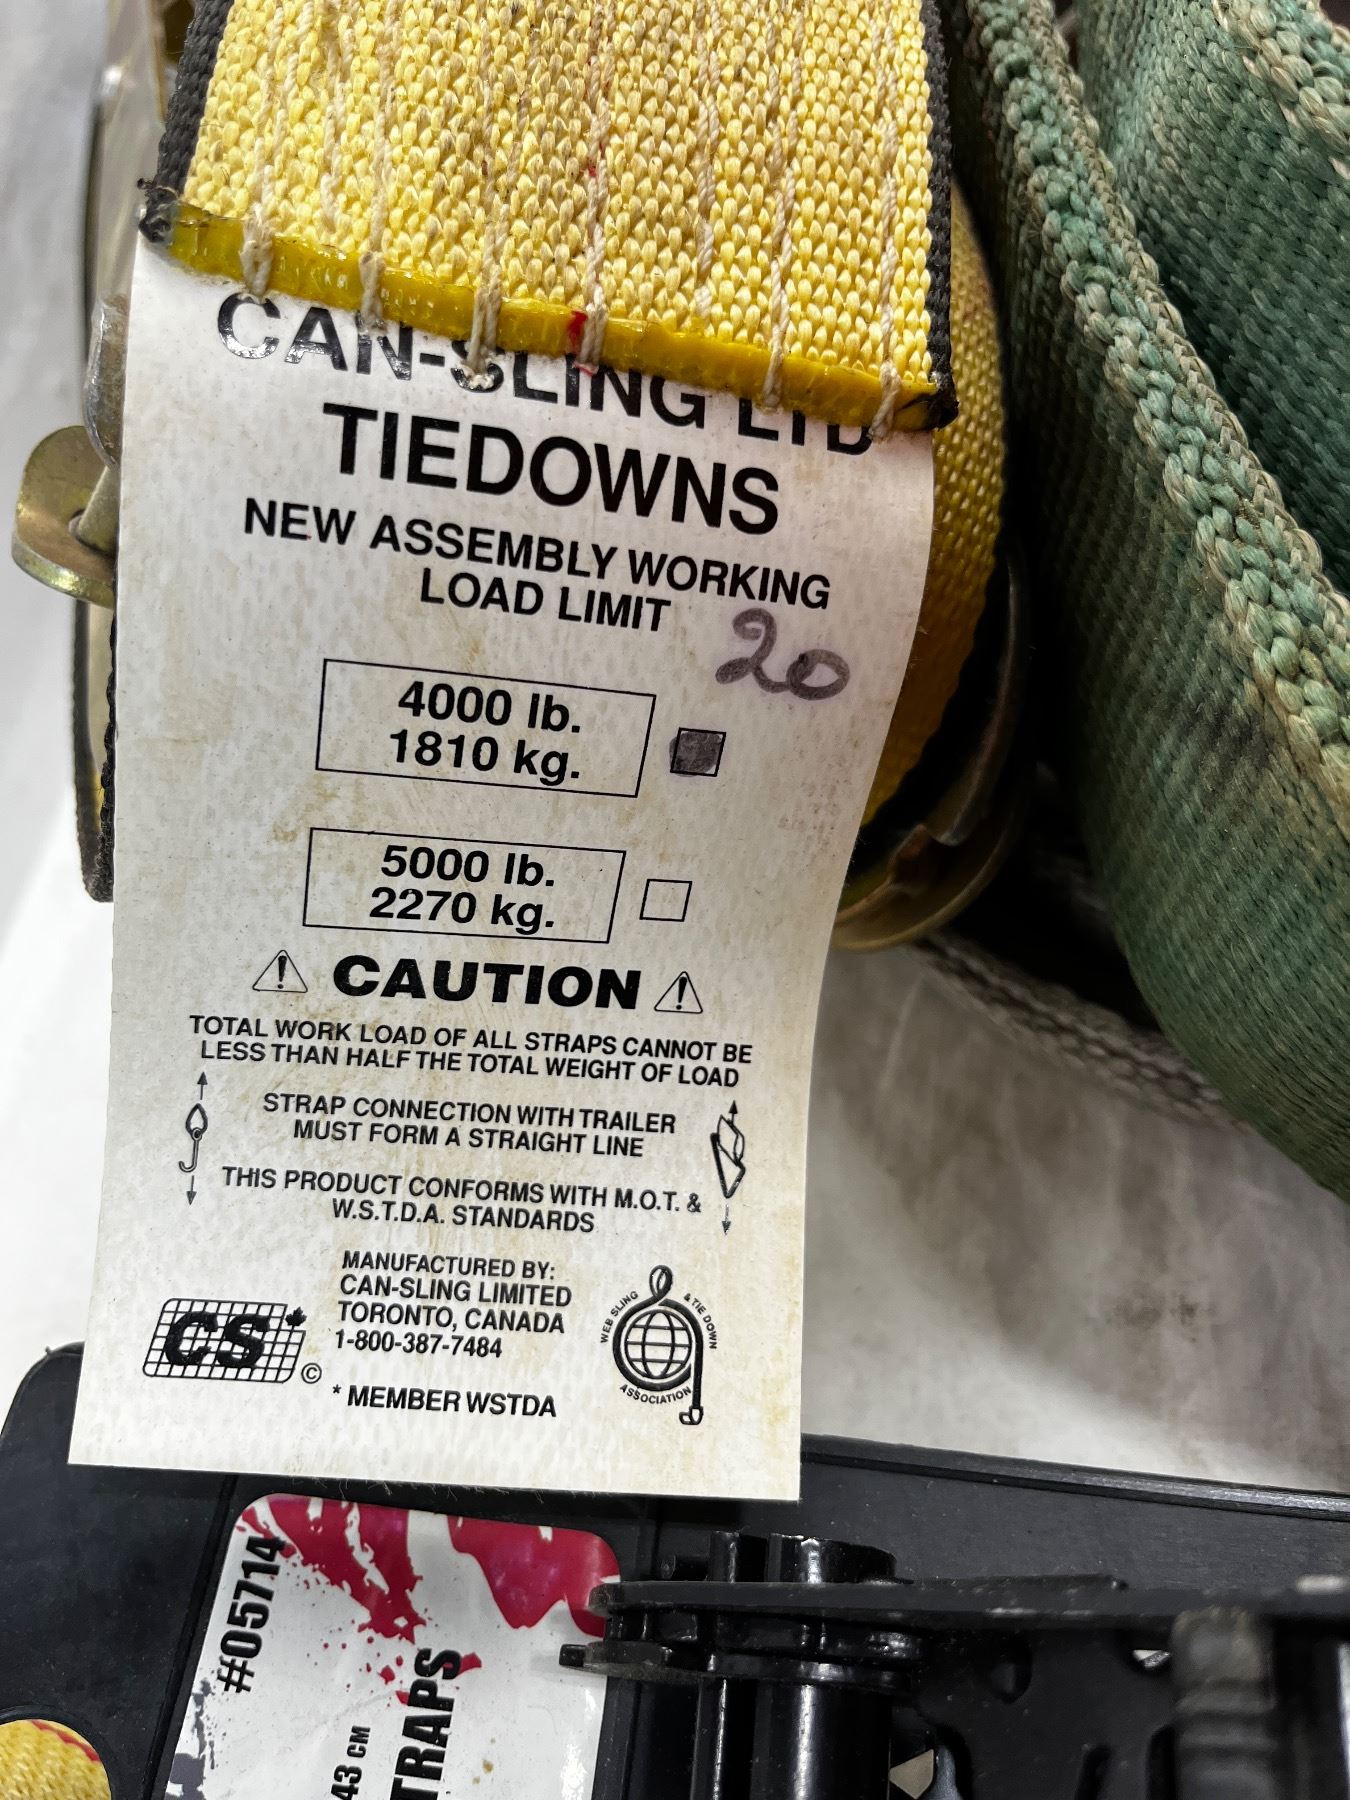 CAN-SLING LTD
TIEDOWNS
NEW ASSEMBLY WORKING
LOAD LIMIT
20
4000 lb.
1810 kg.
5000 lb.
2270 kg.
CAUTION
TOTAL WORK LOAD OF ALL STRAPS CANNOT BE
LESS THAN HALF THE TOTAL WEIGHT OF LOAD
STRAP CONNECTION WITH TRAILER
MUST FORM A STRAIGHT LINE
THIS PRODUCT CONFORMS WITH M.O.T. &
W.S.T.D.A. STANDARDS
MANUFACTURED BY:
CAN-SLING LIMITED
TORONTO, CANADA
1-800-387-7484
* MEMBER WSTDA
CS ©
WEB SLING & TIE DOWN
ASSOCIATION
#05714
43 CM
TRAPS